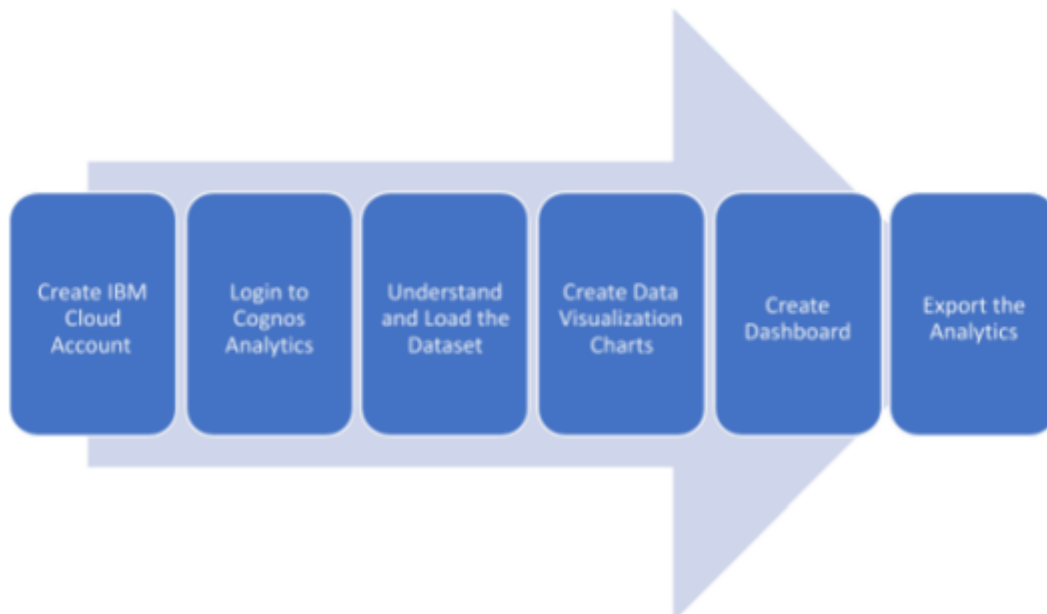 Create IBM
Cloud
Account
Login to
Cognos
Analytics
Understand
and Load the
Dataset
Create Data
Visualization
Charts
Create
Dashboard
Export the
Analytics